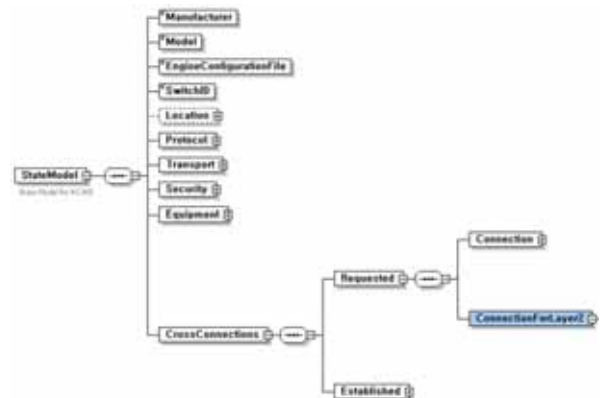 Manufacturer
Model
EngineConfigurationFile
SwitchID
Location
Protocol
Transport
StateModel
Security
Equipment
Connection
Requested
ConnectionForLayer2
CrossConnections
Established